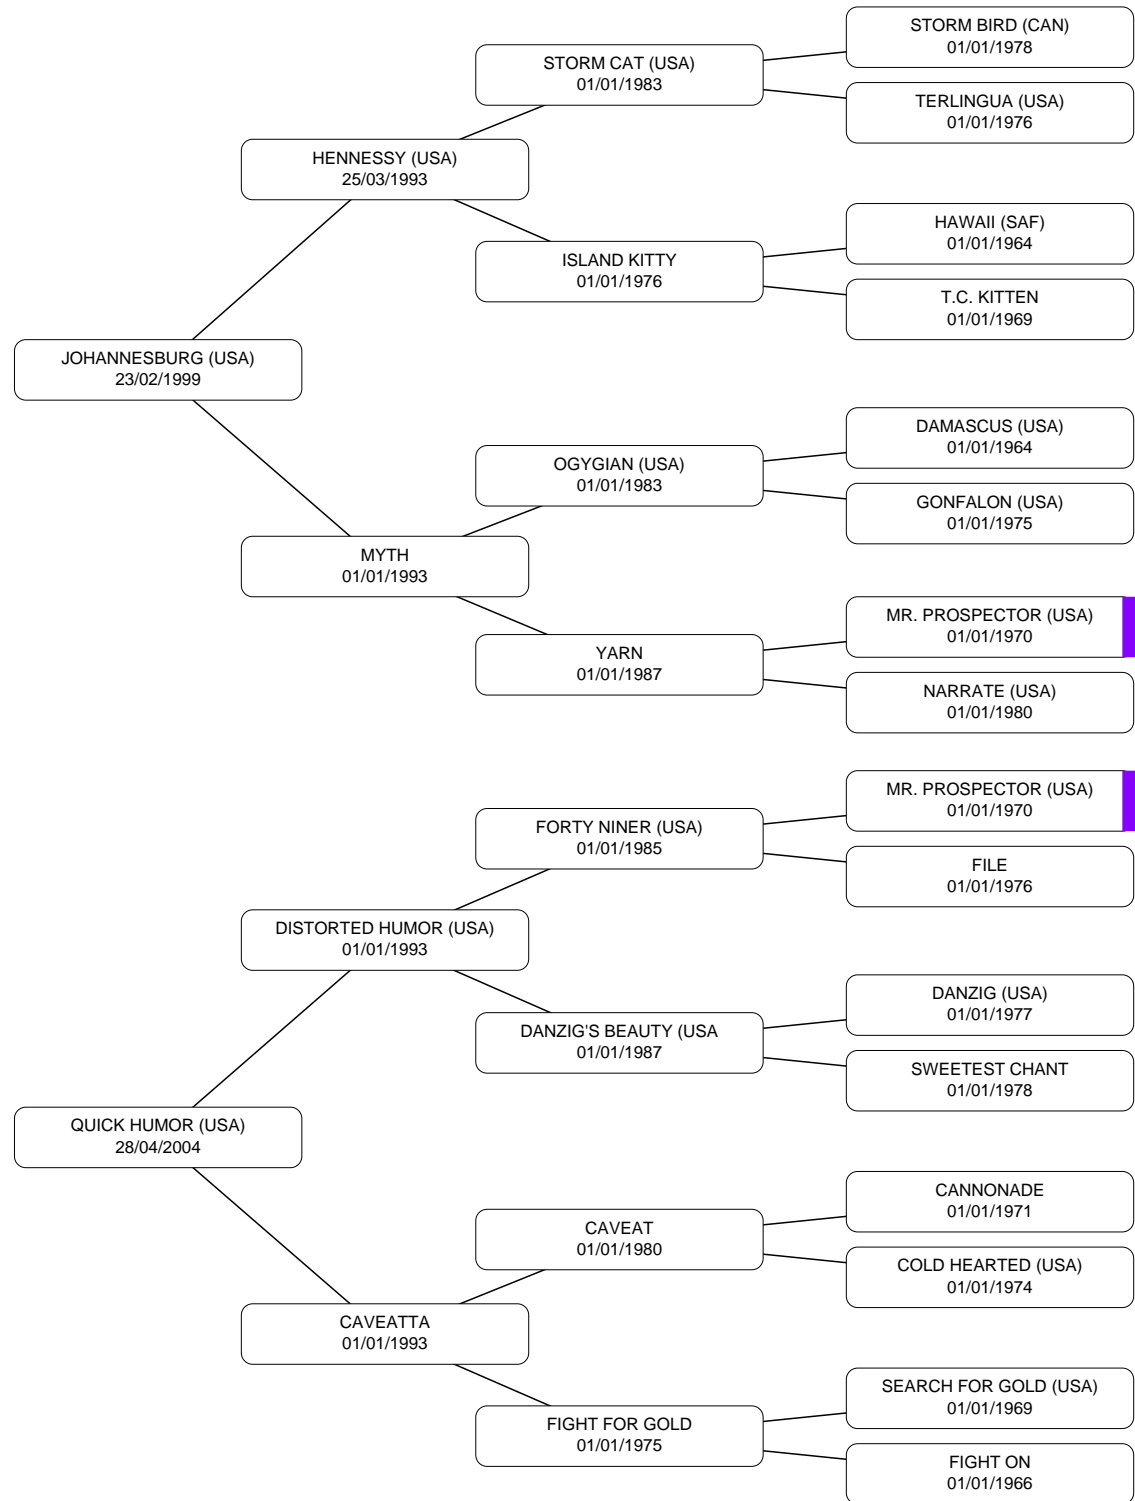 STORM BIRD (CAN)
01/01/1978
STORM CAT (USA)
01/01/1983
TERLINGUA (USA)
01/01/1976
HENNESSY (USA)
25/03/1993
HAWAII (SAF)
01/01/1964
ISLAND KITTY
01/01/1976
T.C. KITTEN
01/01/1969
JOHANNESBURG (USA)
23/02/1999
DAMASCUS (USA)
01/01/1964
OGYGIAN (USA)
01/01/1983
GONFALON (USA)
01/01/1975
MYTH
01/01/1993
MR. PROSPECTOR (USA)
01/01/1970
YARN
01/01/1987
NARRATE (USA)
01/01/1980
MR. PROSPECTOR (USA)
01/01/1970
FORTY NINER (USA)
01/01/1985
FILE
01/01/1976
DISTORTED HUMOR (USA)
01/01/1993
DANZIG (USA)
01/01/1977
DANZIG'S BEAUTY (USA
01/01/1987
SWEETEST CHANT
01/01/1978
QUICK HUMOR (USA)
28/04/2004
CANNONADE
01/01/1971
CAVEAT
01/01/1980
COLD HEARTED (USA)
01/01/1974
CAVEATTA
01/01/1993
SEARCH FOR GOLD (USA)
01/01/1969
FIGHT FOR GOLD
01/01/1975
FIGHT ON
01/01/1966